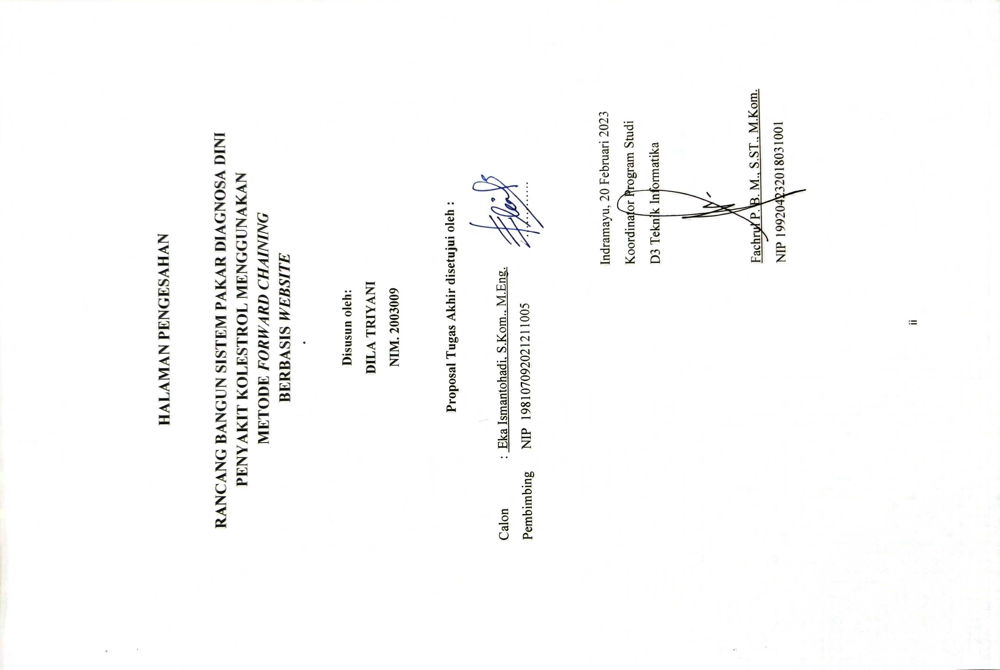 HALAMAN PENGESAHAN
RANCANG BANGUN SISTEM PAKAR DIAGNOSA DINI
PENYAKIT KOLESTROL MENGGUNAKAN
METODE FORWARD CHAINING
BERBASIS WEBSITE
Disusun oleh:
DILA TRIYANI
NIM. 2003009
Proposal Tugas Akhir disetujui oleh :
Calon : Eka Ismantohadi, S.Kom., M.Eng. 
Pembimbing NIP 198107092021211005 ............
Indramayu, 20 Februari 2023
Koordinator Program Studi
D3 Teknik Informatika
Fachrul P. B. M., S.ST., M.Kom.
NIP 199204232018031001
ii